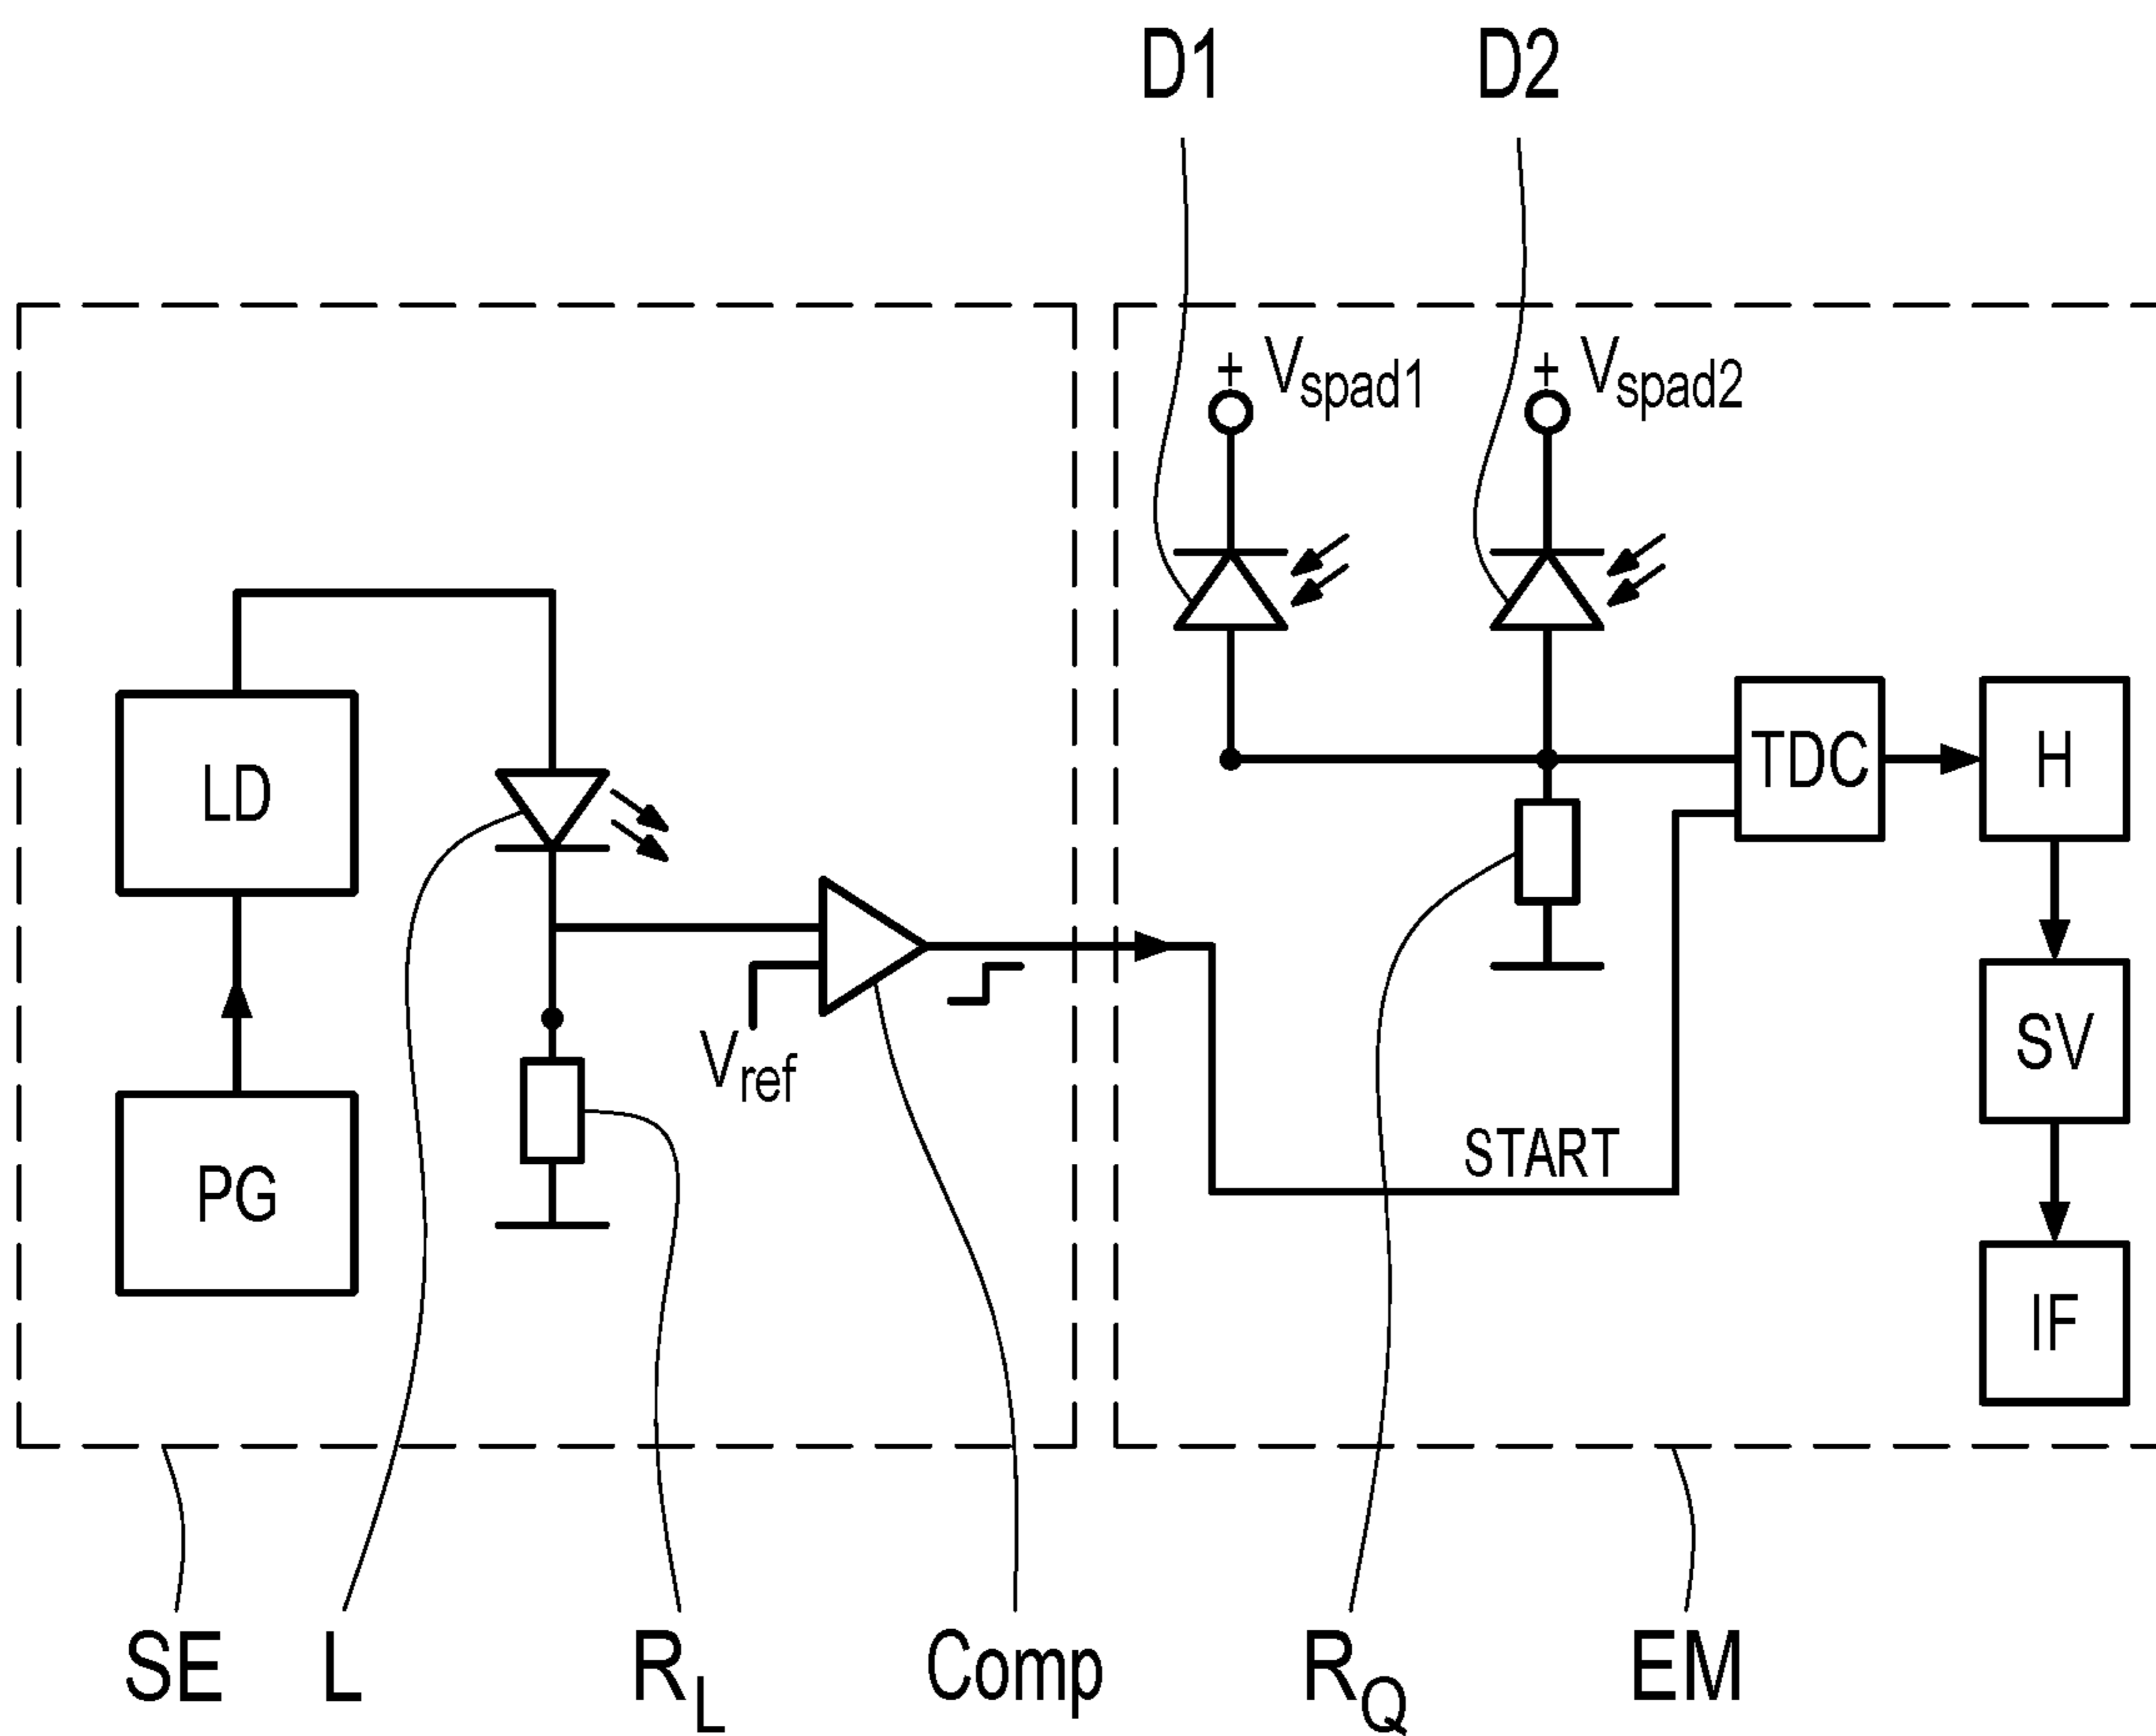 D1 D2
+ Vspad1 + Vspad2
LD TDC H
Vref
SV
START
PG
IF
SE L RL Comp RQ EM